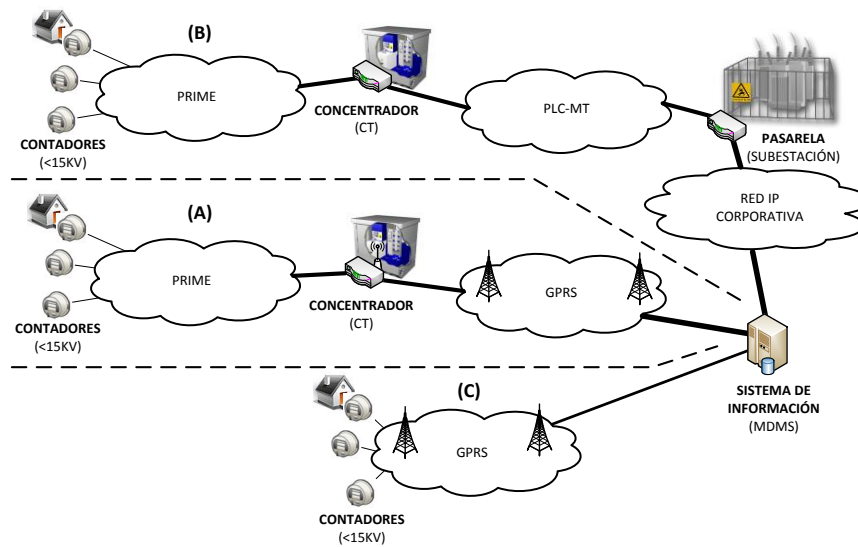 (B)
PRIME
CONTADORES
(<15KV)
CONCENTRADOR
(CT)
PLC-MT
PASARELA
(SUBESTACIÓN)
RED IP
CORPORATIVA
(A)
PRIME
CONTADORES
(<15KV)
CONCENTRADOR
(CT)
GPRS
SISTEMA DE
INFORMACIÓN
(MDMS)
(C)
GPRS
CONTADORES
(<15KV)